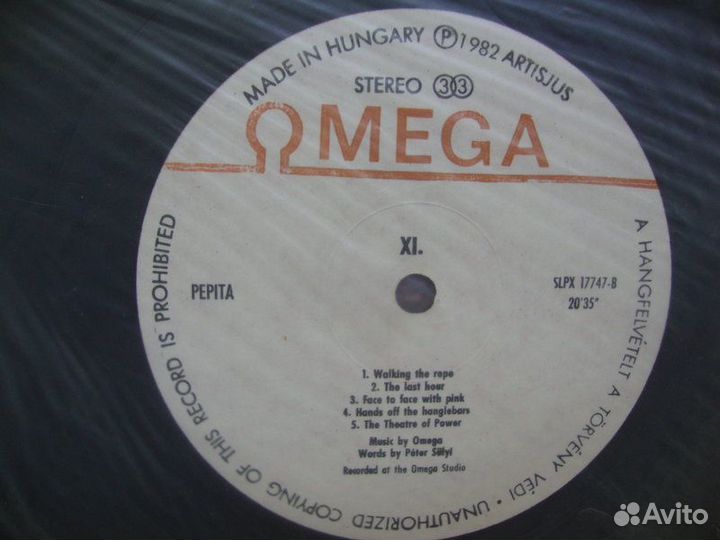 MADE IN HUNGARY Ⓟ 1982 ARTISJUS
STEREO 33
ΩMEGA
XI.
PEPITA
SLPX 17747-B
20'35"
1. Walking the rope
2. The last hour
3. Face to face with pink
4. Hands off the hanglebars
5. The Theatre of Power
Music by Omega
Words by Péter Sülyi
Recorded at the Omega Studio
A HANGFELVÉTELT A TÖRVÉNY VÉDI · UNAUTHORIZED COPYING OF THIS RECORD IS PROHIBITED
Avito